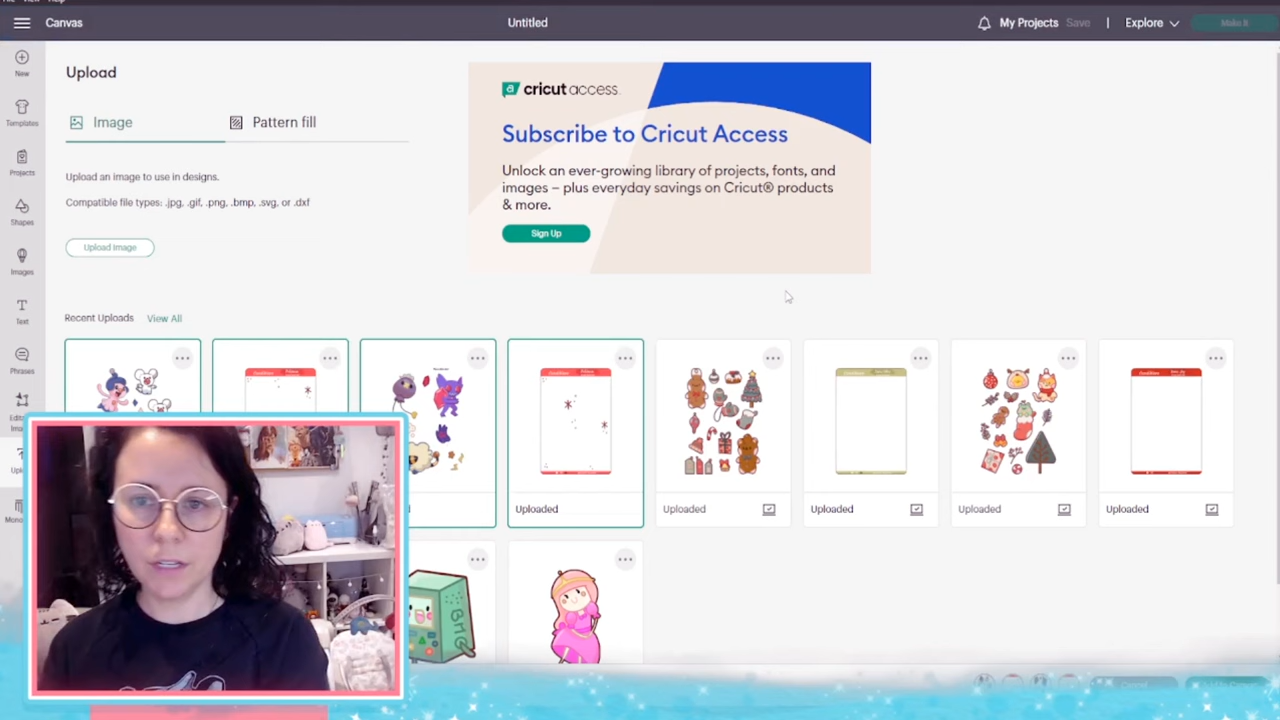 Canvas
Untitled
My Projects
Save
|
Explore
Make It
New
Templates
Projects
Shapes
Images
Text
Phrases
Upload
Image
Pattern fill
Upload an image to use in designs.
Compatible file types: .jpg, .gif, .png, .bmp, .svg, or .dxf
Upload Image
cricut access
Subscribe to Cricut Access
Unlock an ever-growing library of projects, fonts, and
images – plus everyday savings on Cricut® products
& more.
Sign Up
Recent Uploads
View All
Uploaded
Uploaded
Uploaded
Uploaded
Uploaded
BMO